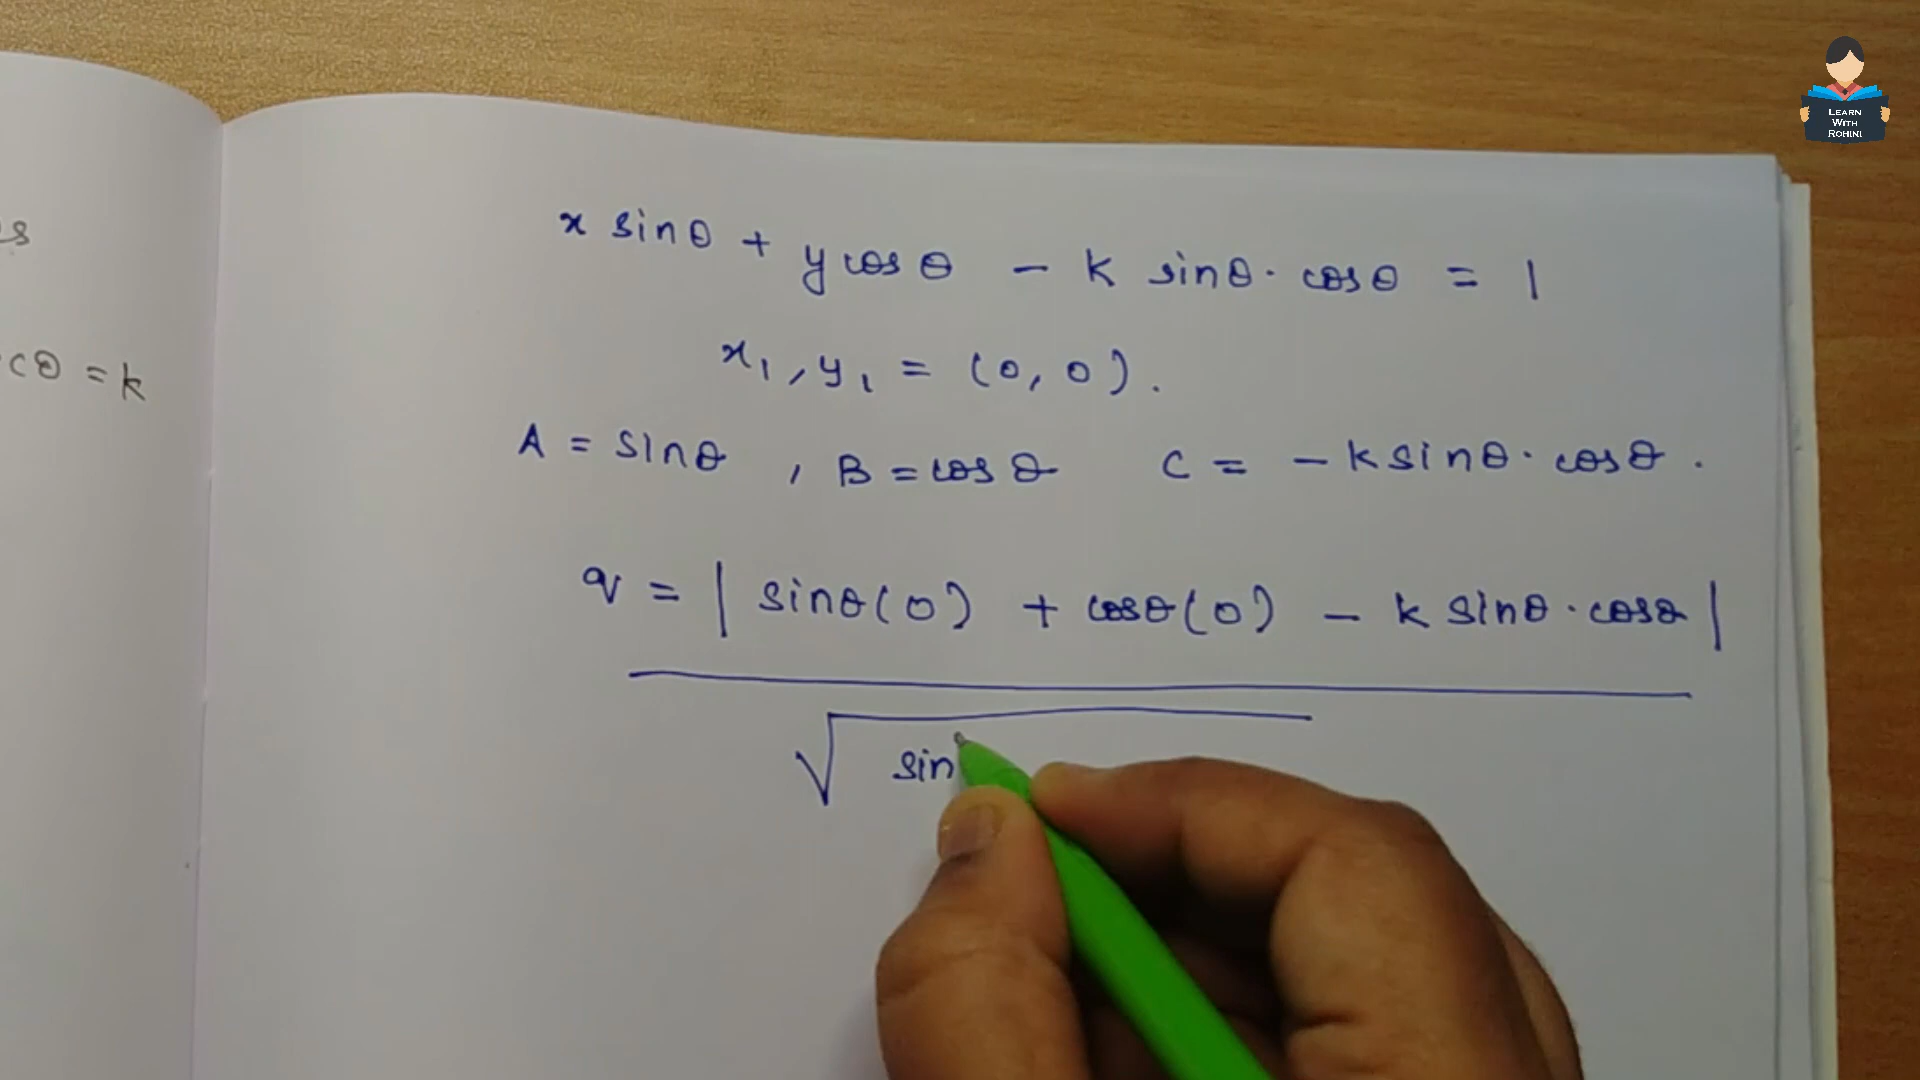 LEARN
WITH
ROHINI
= k
x sinθ + y cosθ - k sinθ · cosθ = 1
x₁, y₁ = (0, 0).
A = sinθ , B = cosθ C = - k sinθ · cosθ .
q = | sinθ(0) + cosθ(0) - k sinθ · cosθ |
√ sin